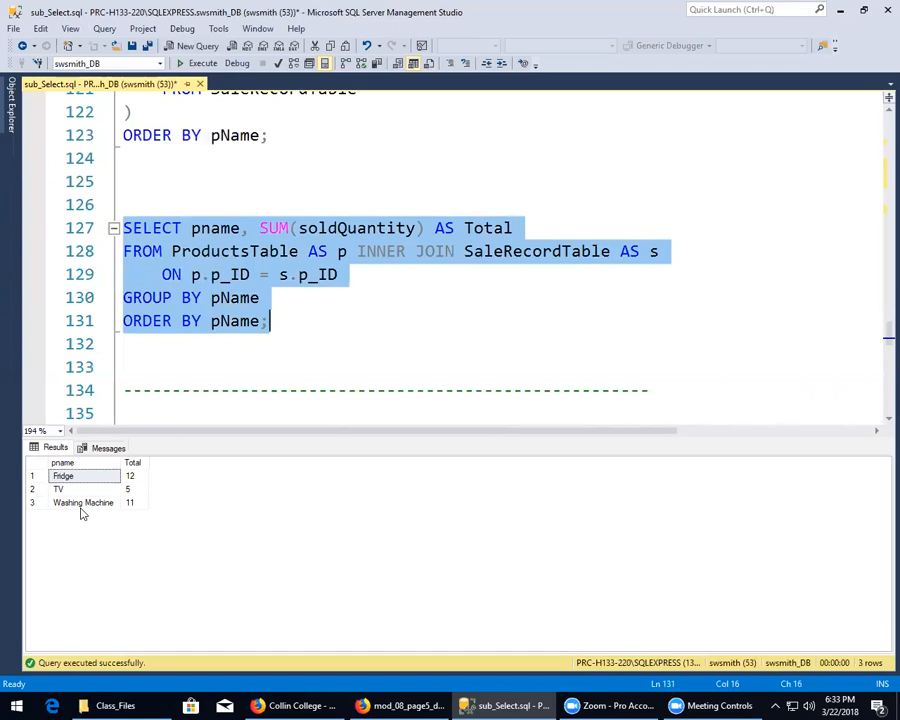 sub_Select.sql - PRC-H133-220\SQLEXPRESS.swsmith_DB (swsmith (53))* - Microsoft SQL Server Management Studio
Quick Launch (Ctrl+Q)
File Edit View Query Project Debug Tools Window Help
New Query
Generic Debugger
swsmith_DB
Execute Debug
Object Explorer
sub_Select.sql - PR...h_DB (swsmith (53))*
121 FROM SaleRecordTable
122 )
123 ORDER BY pName;
124
125
126
127 SELECT pname, SUM(soldQuantity) AS Total
128 FROM ProductsTable AS p INNER JOIN SaleRecordTable AS s
129 ON p.p_ID = s.p_ID
130 GROUP BY pName
131 ORDER BY pName;
132
133
134 ------------------------------------------------------
135
194 %
Results Messages
pname Total
1 Fridge 12
2 TV 5
3 Washing Machine 11
Query executed successfully.
PRC-H133-220\SQLEXPRESS (13... swsmith (53) swsmith_DB 00:00:00 3 rows
Ready
Ln 131 Col 16 Ch 16 INS
Class_Files
Collin College - ...
mod_08_page5_d...
sub_Select.sql - P...
Zoom - Pro Acco...
Meeting Controls
6:33 PM
3/22/2018
2